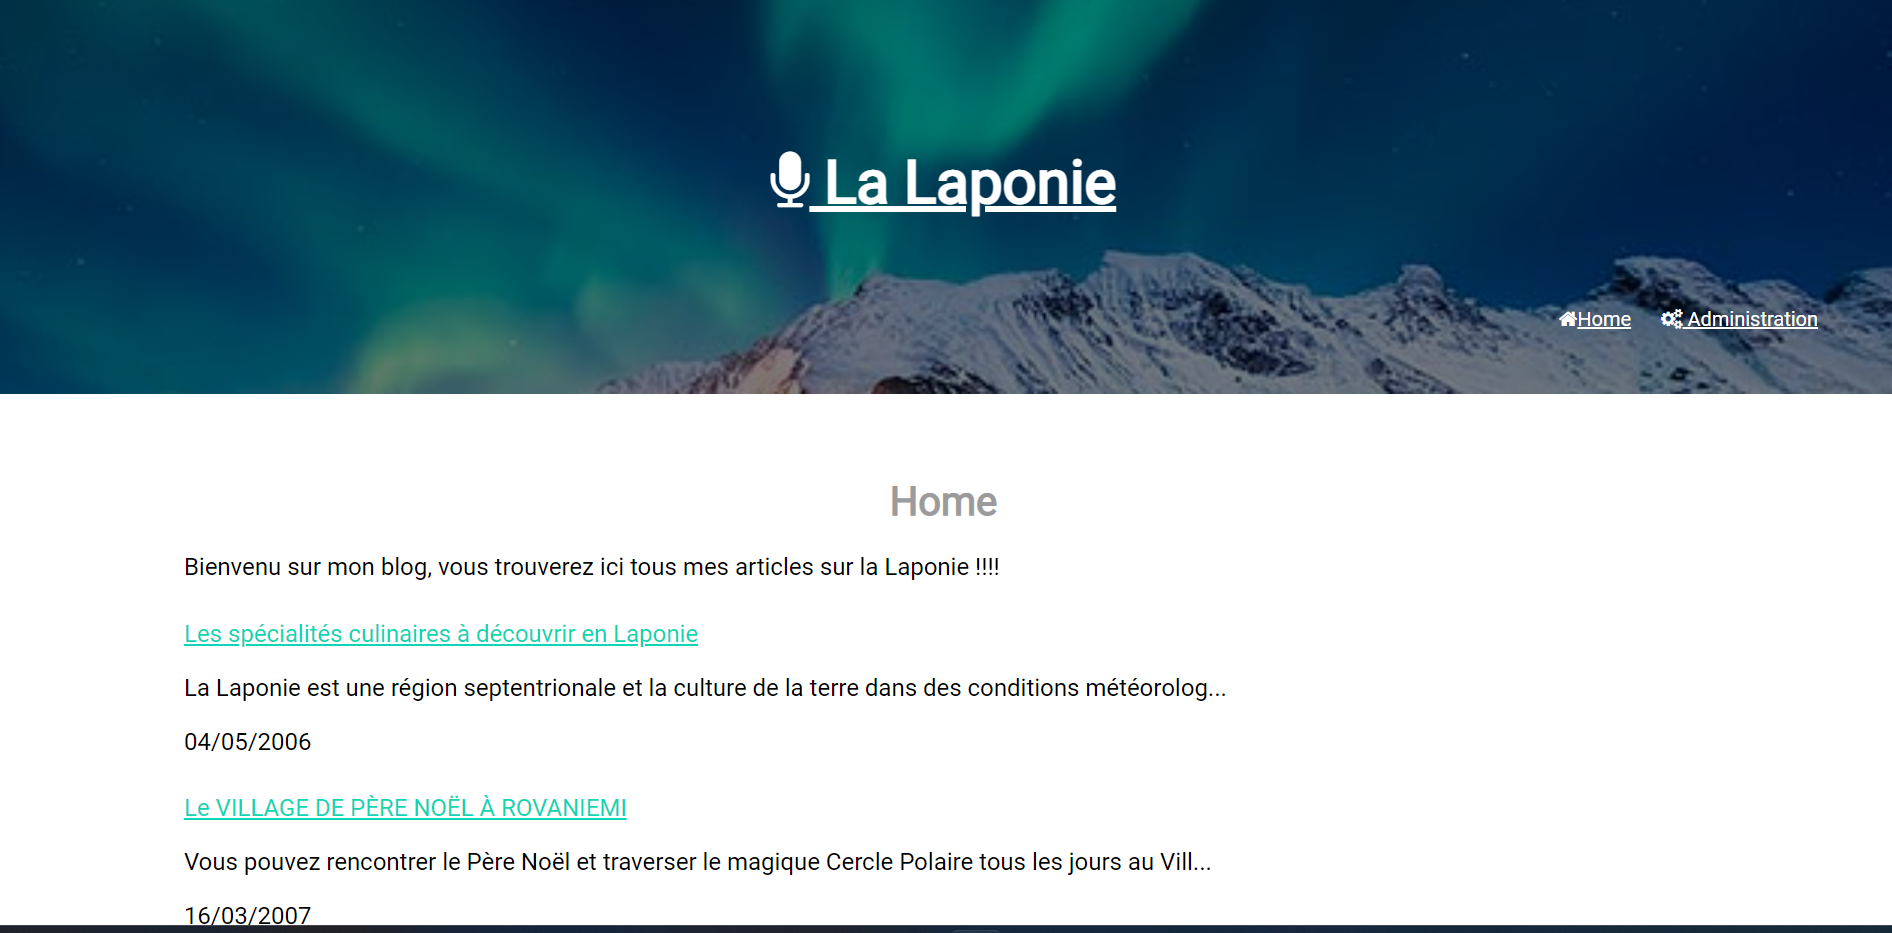 La Laponie
Home Administration
Home
Bienvenu sur mon blog, vous trouverez ici tous mes articles sur la Laponie !!!!
Les spécialités culinaires à découvrir en Laponie
La Laponie est une région septentrionale et la culture de la terre dans des conditions météorolog...
04/05/2006
Le VILLAGE DE PÈRE NOËL À ROVANIEMI
Vous pouvez rencontrer le Père Noël et traverser le magique Cercle Polaire tous les jours au Vill...
16/03/2007